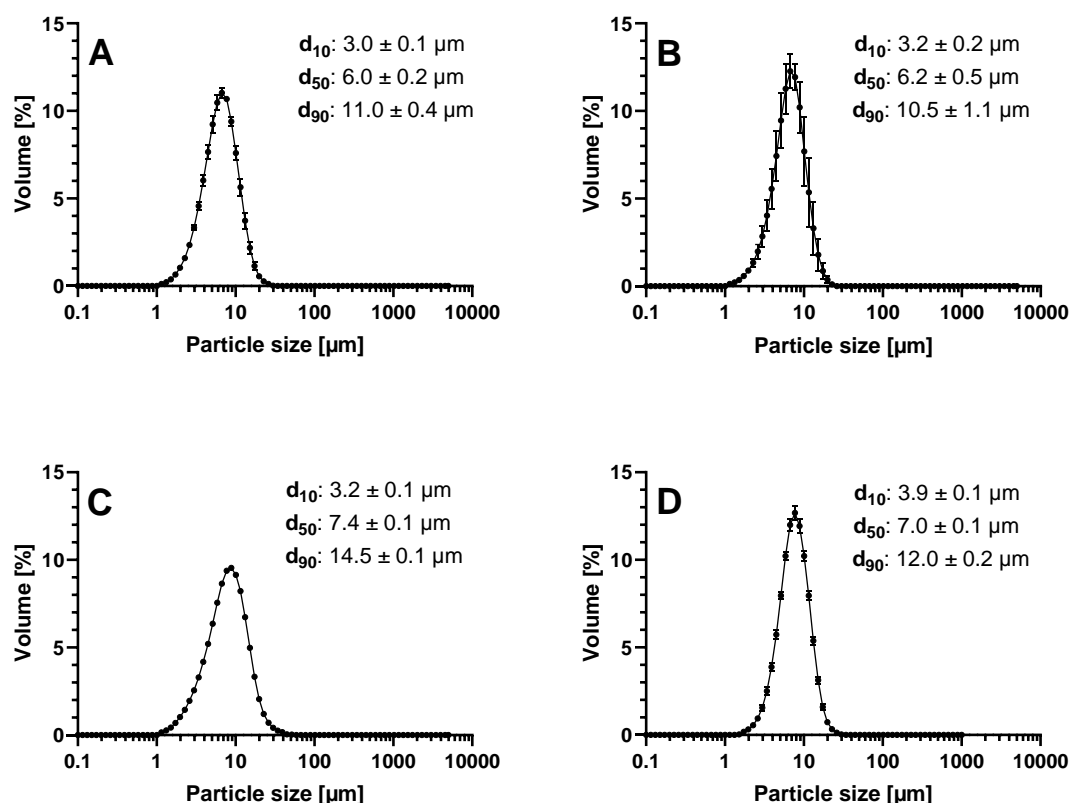 A
d10: 3.0 ± 0.1 µm
d50: 6.0 ± 0.2 µm
d90: 11.0 ± 0.4 µm
Volume [%]
15
10
5
0
0.1 1 10 100 1000 10000
Particle size [µm]
B
d10: 3.2 ± 0.2 µm
d50: 6.2 ± 0.5 µm
d90: 10.5 ± 1.1 µm
Volume [%]
15
10
5
0
0.1 1 10 100 1000 10000
Particle size [µm]
C
d10: 3.2 ± 0.1 µm
d50: 7.4 ± 0.1 µm
d90: 14.5 ± 0.1 µm
Volume [%]
15
10
5
0
0.1 1 10 100 1000 10000
Particle size [µm]
D
d10: 3.9 ± 0.1 µm
d50: 7.0 ± 0.1 µm
d90: 12.0 ± 0.2 µm
Volume [%]
15
10
5
0
0.1 1 10 100 1000 10000
Particle size [µm]